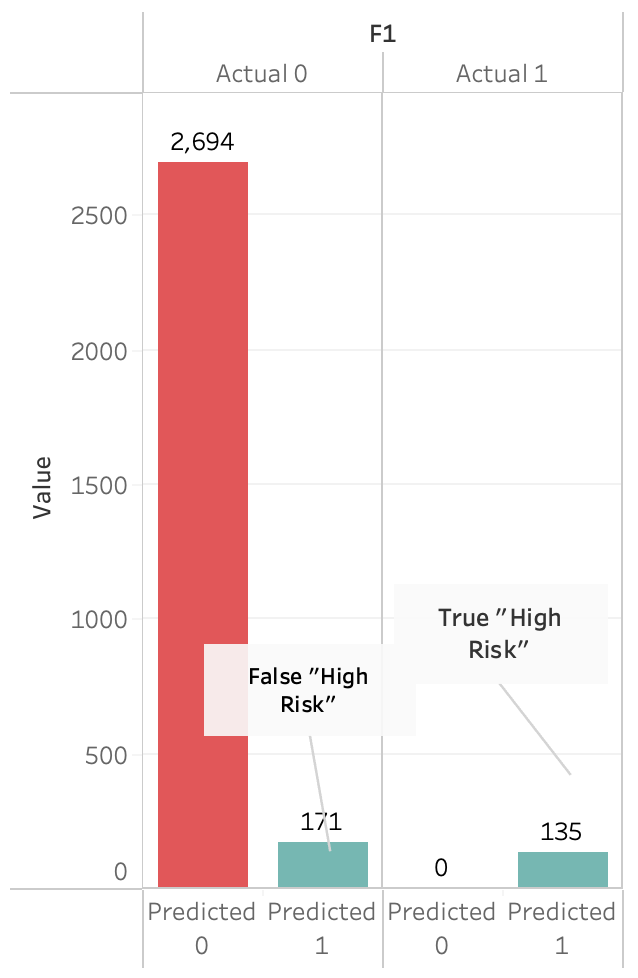 F1
Actual 0
Actual 1
2,694
2500
2000
Value
1500
1000
True "High
Risk"
False "High
Risk"
500
171
135
0
0
Predicted
0
Predicted
1
Predicted
0
Predicted
1